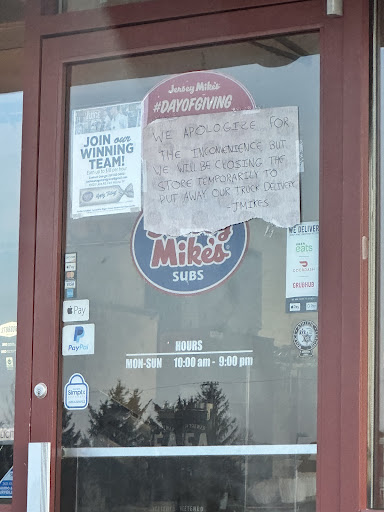 Jersey Mike's
#DAYOFGIVING
JOIN our
WINNING
TEAM!
WE APOLOGIZE FOR
THE INCONVENIENCE, BUT
WE WILL BE CLOSING THE
STORE TEMPORARILY TO
PUT AWAY OUR TRUCK DELIVERY
-JMIKES
Mike's
SUBS
WE DELIVER
eats
DOORDASH
GRUBHUB
Pay
PayPal
HOURS
MON-SUN 10:00 am - 9:00 pm